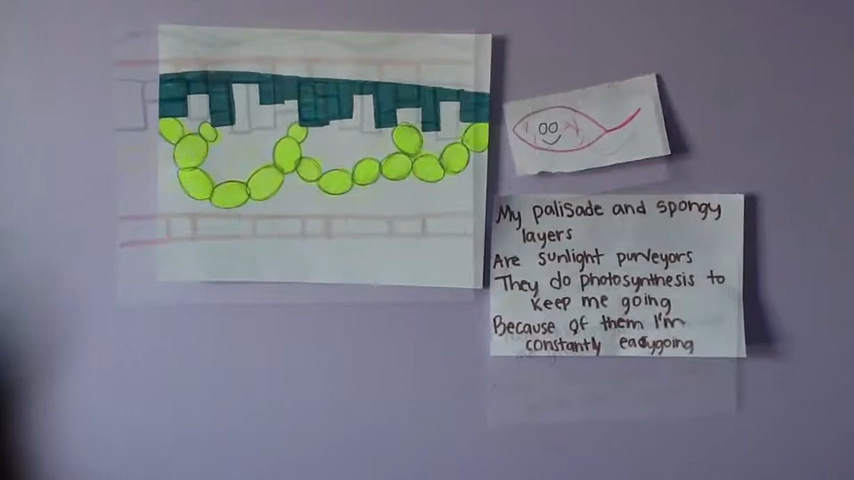 My palisade and spongy
layers
Are sunlight purveyors
They do photosynthesis to
keep me going
Because of them I'm
constantly easygoing